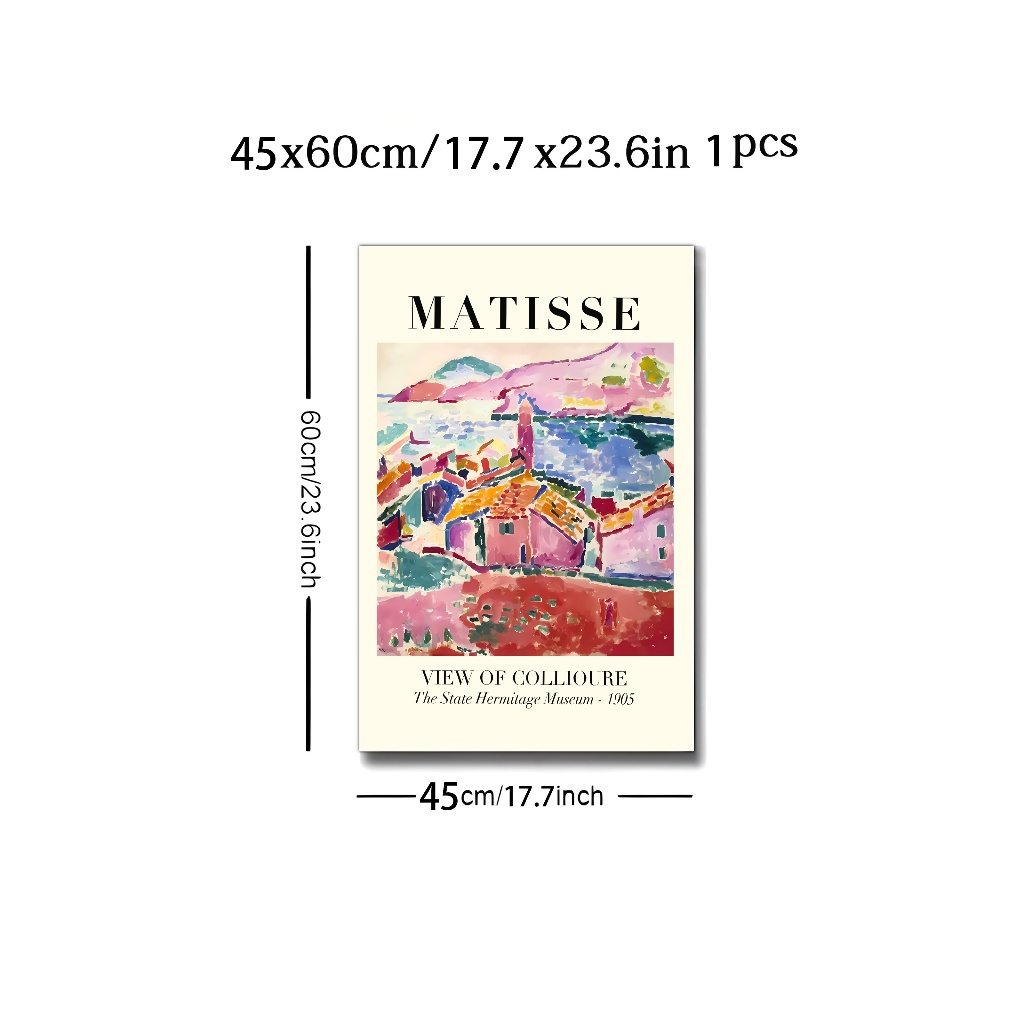 45x60cm/17.7 x23.6in 1pcs
MATISSE
60cm/23.6inch
VIEW OF COLLIOURE
The State Hermitage Museum - 1905
45cm/17.7inch